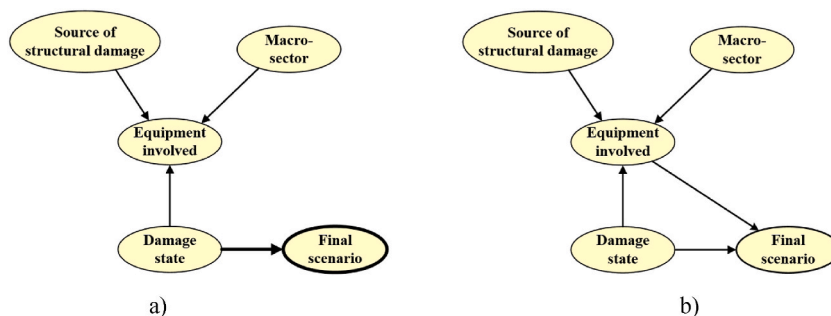 Source of
structural damage
Macro-
sector
Equipment
involved
Damage
state
Final
scenario
a)
Source of
structural damage
Macro-
sector
Equipment
involved
Damage
state
Final
scenario
b)